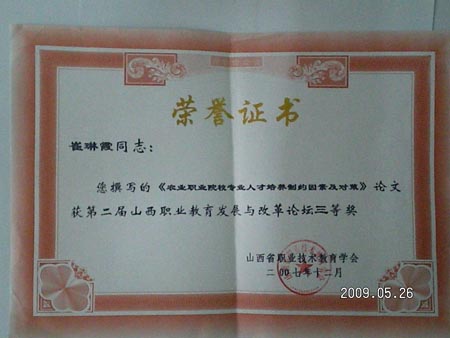 荣誉证书
崔琳霞同志：
您撰写的《农业职业院校专业人才培养制约因素及对策》论文
获第二届山西职业教育发展与改革论坛三等奖
山西省职业技术教育学会
二〇〇七年十二月
2009.05.26